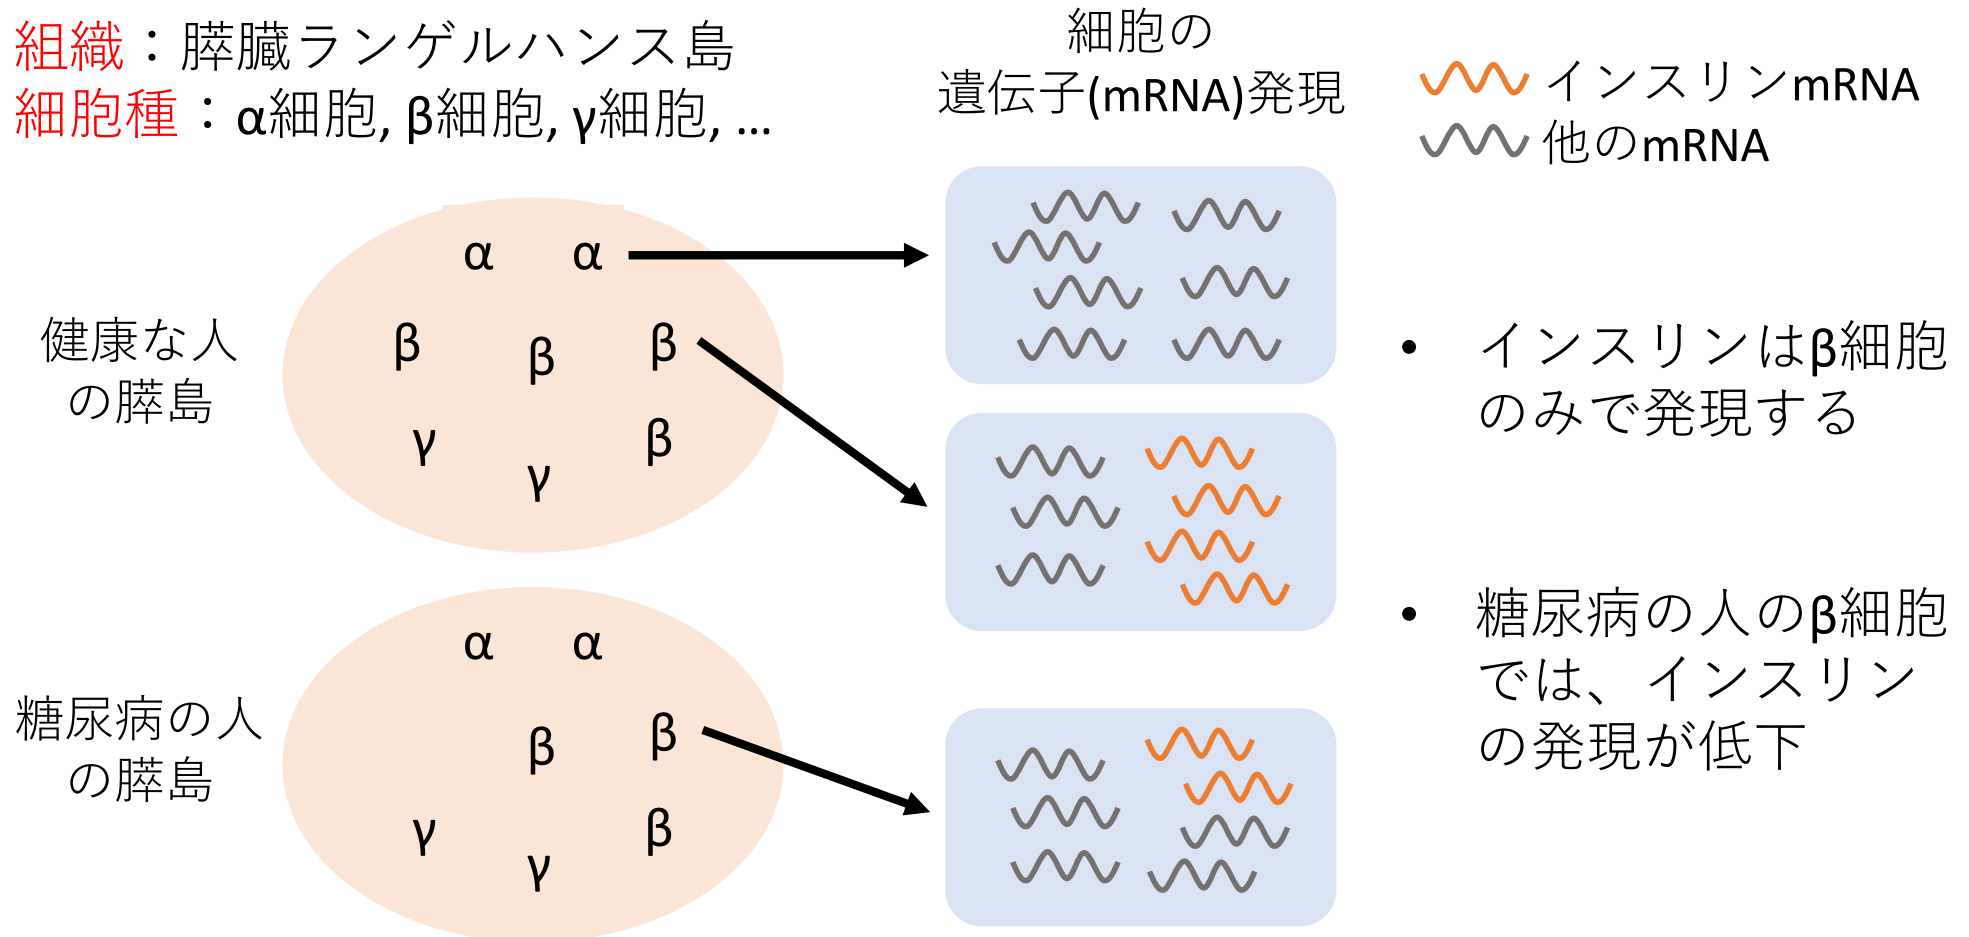 組織：膵臓ランゲルハンス島
細胞種：α細胞, β細胞, γ細胞, ...
細胞の
遺伝子(mRNA)発現
インスリンmRNA
他のmRNA
健康な人
の膵島
α α
β β β
γ γ β
• インスリンはβ細胞
のみで発現する
糖尿病の人
の膵島
α α
β β
γ γ β
• 糖尿病の人のβ細胞
では、インスリン
の発現が低下